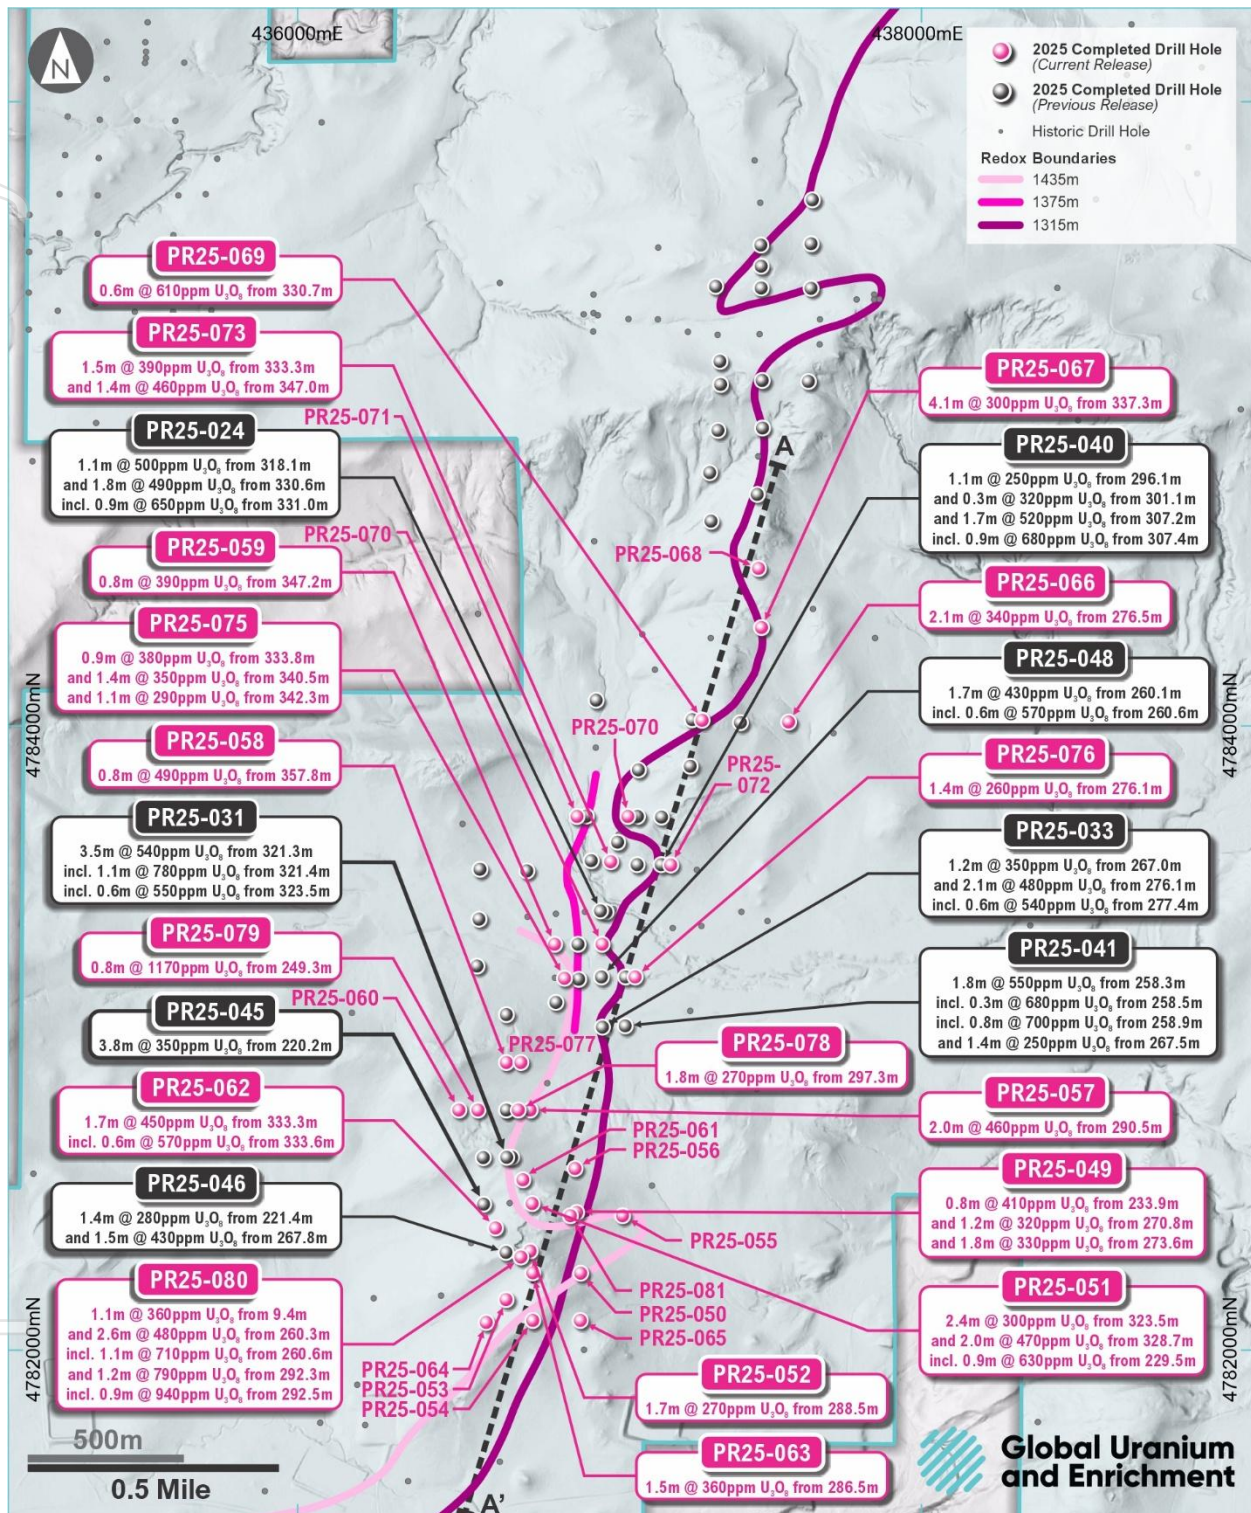 436000mE
438000mE
N
2025 Completed Drill Hole
(Current Release)
2025 Completed Drill Hole
(Previous Release)
Historic Drill Hole
Redox Boundaries
1435m
1375m
1315m
PR25-069
0.6m @ 610ppm U₃O₈ from 330.7m
PR25-073
1.5m @ 390ppm U₃O₈ from 333.3m
and 1.4m @ 460ppm U₃O₈ from 347.0m
PR25-071
PR25-024
1.1m @ 500ppm U₃O₈ from 318.1m
and 1.8m @ 490ppm U₃O₈ from 330.6m
incl. 0.9m @ 650ppm U₃O₈ from 331.0m
PR25-070
PR25-059
0.8m @ 390ppm U₃O₈ from 347.2m
PR25-075
0.9m @ 380ppm U₃O₈ from 333.8m
and 1.4m @ 350ppm U₃O₈ from 340.5m
and 1.1m @ 290ppm U₃O₈ from 342.3m
PR25-058
0.8m @ 490ppm U₃O₈ from 357.8m
PR25-031
3.5m @ 540ppm U₃O₈ from 321.3m
incl. 1.1m @ 780ppm U₃O₈ from 321.4m
incl. 0.6m @ 550ppm U₃O₈ from 323.5m
PR25-079
0.8m @ 1170ppm U₃O₈ from 249.3m
PR25-060
PR25-045
3.8m @ 350ppm U₃O₈ from 220.2m
PR25-062
1.7m @ 450ppm U₃O₈ from 333.3m
incl. 0.6m @ 570ppm U₃O₈ from 333.6m
PR25-046
1.4m @ 280ppm U₃O₈ from 221.4m
and 1.5m @ 430ppm U₃O₈ from 267.8m
PR25-080
1.1m @ 360ppm U₃O₈ from 9.4m
and 2.6m @ 480ppm U₃O₈ from 260.3m
incl. 1.1m @ 710ppm U₃O₈ from 260.6m
and 1.2m @ 790ppm U₃O₈ from 292.3m
incl. 0.9m @ 940ppm U₃O₈ from 292.5m
4784000mN
4782000mN
A
PR25-068
PR25-070
PR25-
072
PR25-077
PR25-061
PR25-056
PR25-055
PR25-081
PR25-050
PR25-065
PR25-064
PR25-053
PR25-054
A'
PR25-067
4.1m @ 300ppm U₃O₈ from 337.3m
PR25-040
1.1m @ 250ppm U₃O₈ from 296.1m
and 0.3m @ 320ppm U₃O₈ from 301.1m
and 1.7m @ 520ppm U₃O₈ from 307.2m
incl. 0.9m @ 680ppm U₃O₈ from 307.4m
PR25-066
2.1m @ 340ppm U₃O₈ from 276.5m
PR25-048
1.7m @ 430ppm U₃O₈ from 260.1m
incl. 0.6m @ 570ppm U₃O₈ from 260.6m
PR25-076
1.4m @ 260ppm U₃O₈ from 276.1m
PR25-033
1.2m @ 350ppm U₃O₈ from 267.0m
and 2.1m @ 480ppm U₃O₈ from 276.1m
incl. 0.6m @ 540ppm U₃O₈ from 277.4m
PR25-041
1.8m @ 550ppm U₃O₈ from 258.3m
incl. 0.3m @ 680ppm U₃O₈ from 258.5m
incl. 0.8m @ 700ppm U₃O₈ from 258.9m
and 1.4m @ 250ppm U₃O₈ from 267.5m
PR25-078
1.8m @ 270ppm U₃O₈ from 297.3m
PR25-057
2.0m @ 460ppm U₃O₈ from 290.5m
PR25-049
0.8m @ 410ppm U₃O₈ from 233.9m
and 1.2m @ 320ppm U₃O₈ from 270.8m
and 1.8m @ 330ppm U₃O₈ from 273.6m
PR25-051
2.4m @ 300ppm U₃O₈ from 323.5m
and 2.0m @ 470ppm U₃O₈ from 328.7m
incl. 0.9m @ 630ppm U₃O₈ from 229.5m
PR25-052
1.7m @ 270ppm U₃O₈ from 288.5m
PR25-063
1.5m @ 360ppm U₃O₈ from 286.5m
4784000mN
4782000mN
500m
0.5 Mile
Global Uranium
and Enrichment